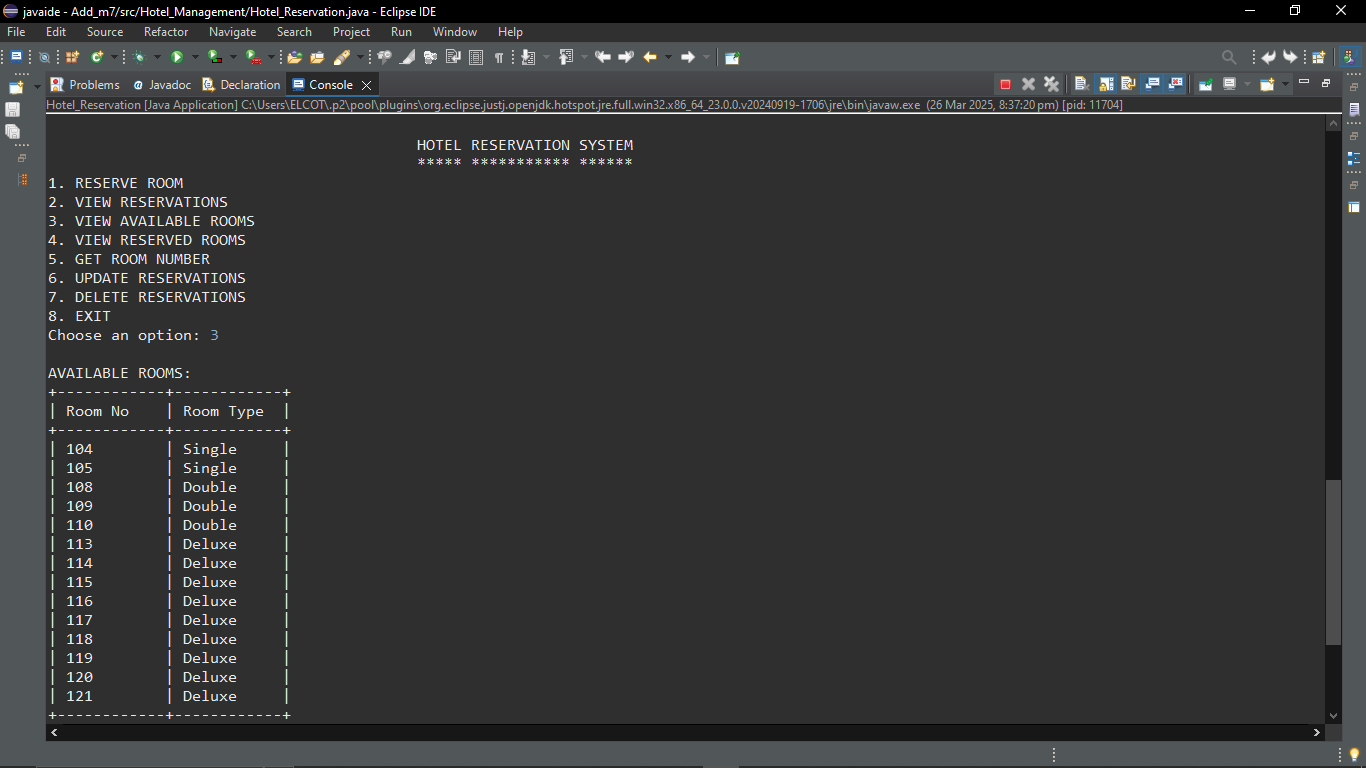 javaide - Add_m7/src/Hotel_Management/Hotel_Reservation.java - Eclipse IDE
File Edit Source Refactor Navigate Search Project Run Window Help
Problems @ Javadoc Declaration Console
Hotel_Reservation [Java Application] C:\Users\ELCOT\.p2\pool\plugins\org.eclipse.justj.openjdk.hotspot.jre.full.win32.x86_64_23.0.0.v20240919-1706\jre\bin\javaw.exe (26 Mar 2025, 8:37:20 pm) [pid: 11704]
HOTEL RESERVATION SYSTEM
***** *********** ******
1. RESERVE ROOM
2. VIEW RESERVATIONS
3. VIEW AVAILABLE ROOMS
4. VIEW RESERVED ROOMS
5. GET ROOM NUMBER
6. UPDATE RESERVATIONS
7. DELETE RESERVATIONS
8. EXIT
Choose an option: 3
AVAILABLE ROOMS:
+------------+------------+
| Room No    | Room Type  |
+------------+------------+
| 104        | Single     |
| 105        | Single     |
| 108        | Double     |
| 109        | Double     |
| 110        | Double     |
| 113        | Deluxe     |
| 114        | Deluxe     |
| 115        | Deluxe     |
| 116        | Deluxe     |
| 117        | Deluxe     |
| 118        | Deluxe     |
| 119        | Deluxe     |
| 120        | Deluxe     |
| 121        | Deluxe     |
+------------+------------+